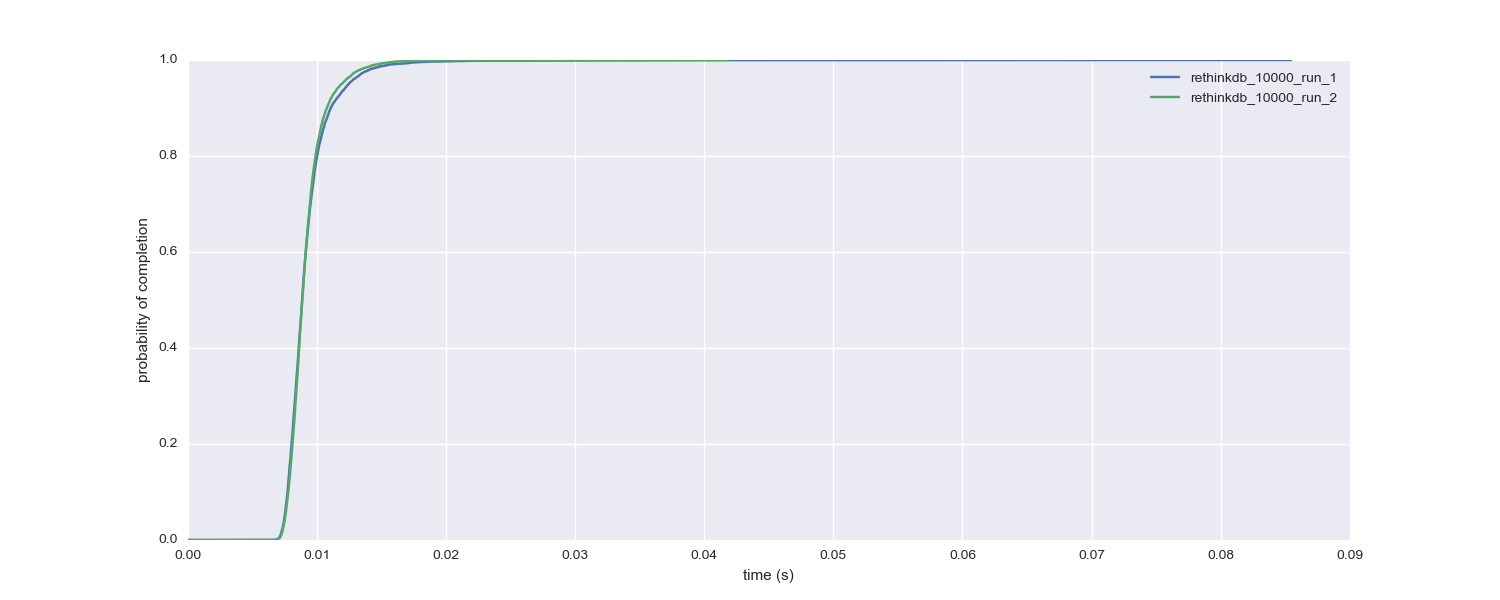 1.0
0.8
0.6
0.4
0.2
0.0
probability of completion
rethinkdb_10000_run_1
rethinkdb_10000_run_2
0.00 0.01 0.02 0.03 0.04 0.05 0.06 0.07 0.08 0.09
time (s)